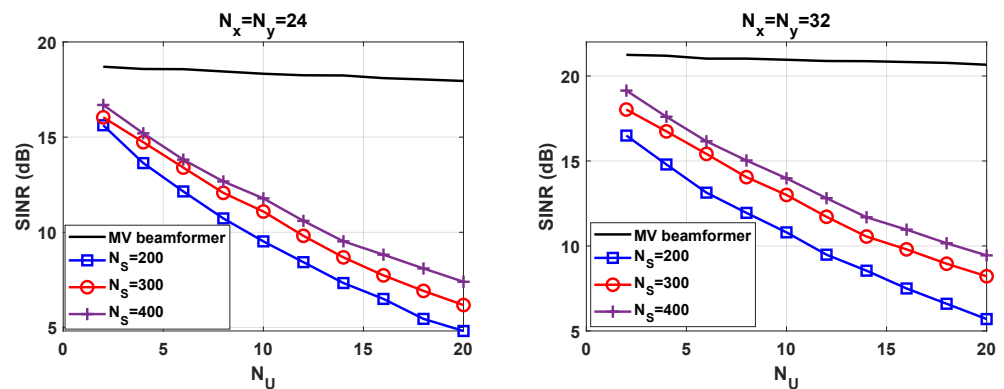 N_x=N_y=24
SINR (dB)
20
15
10
5
MV beamformer
N_S=200
N_S=300
N_S=400
0 5 10 15 20
N_U
N_x=N_y=32
SINR (dB)
20
15
10
5
MV beamformer
N_S=200
N_S=300
N_S=400
0 5 10 15 20
N_U